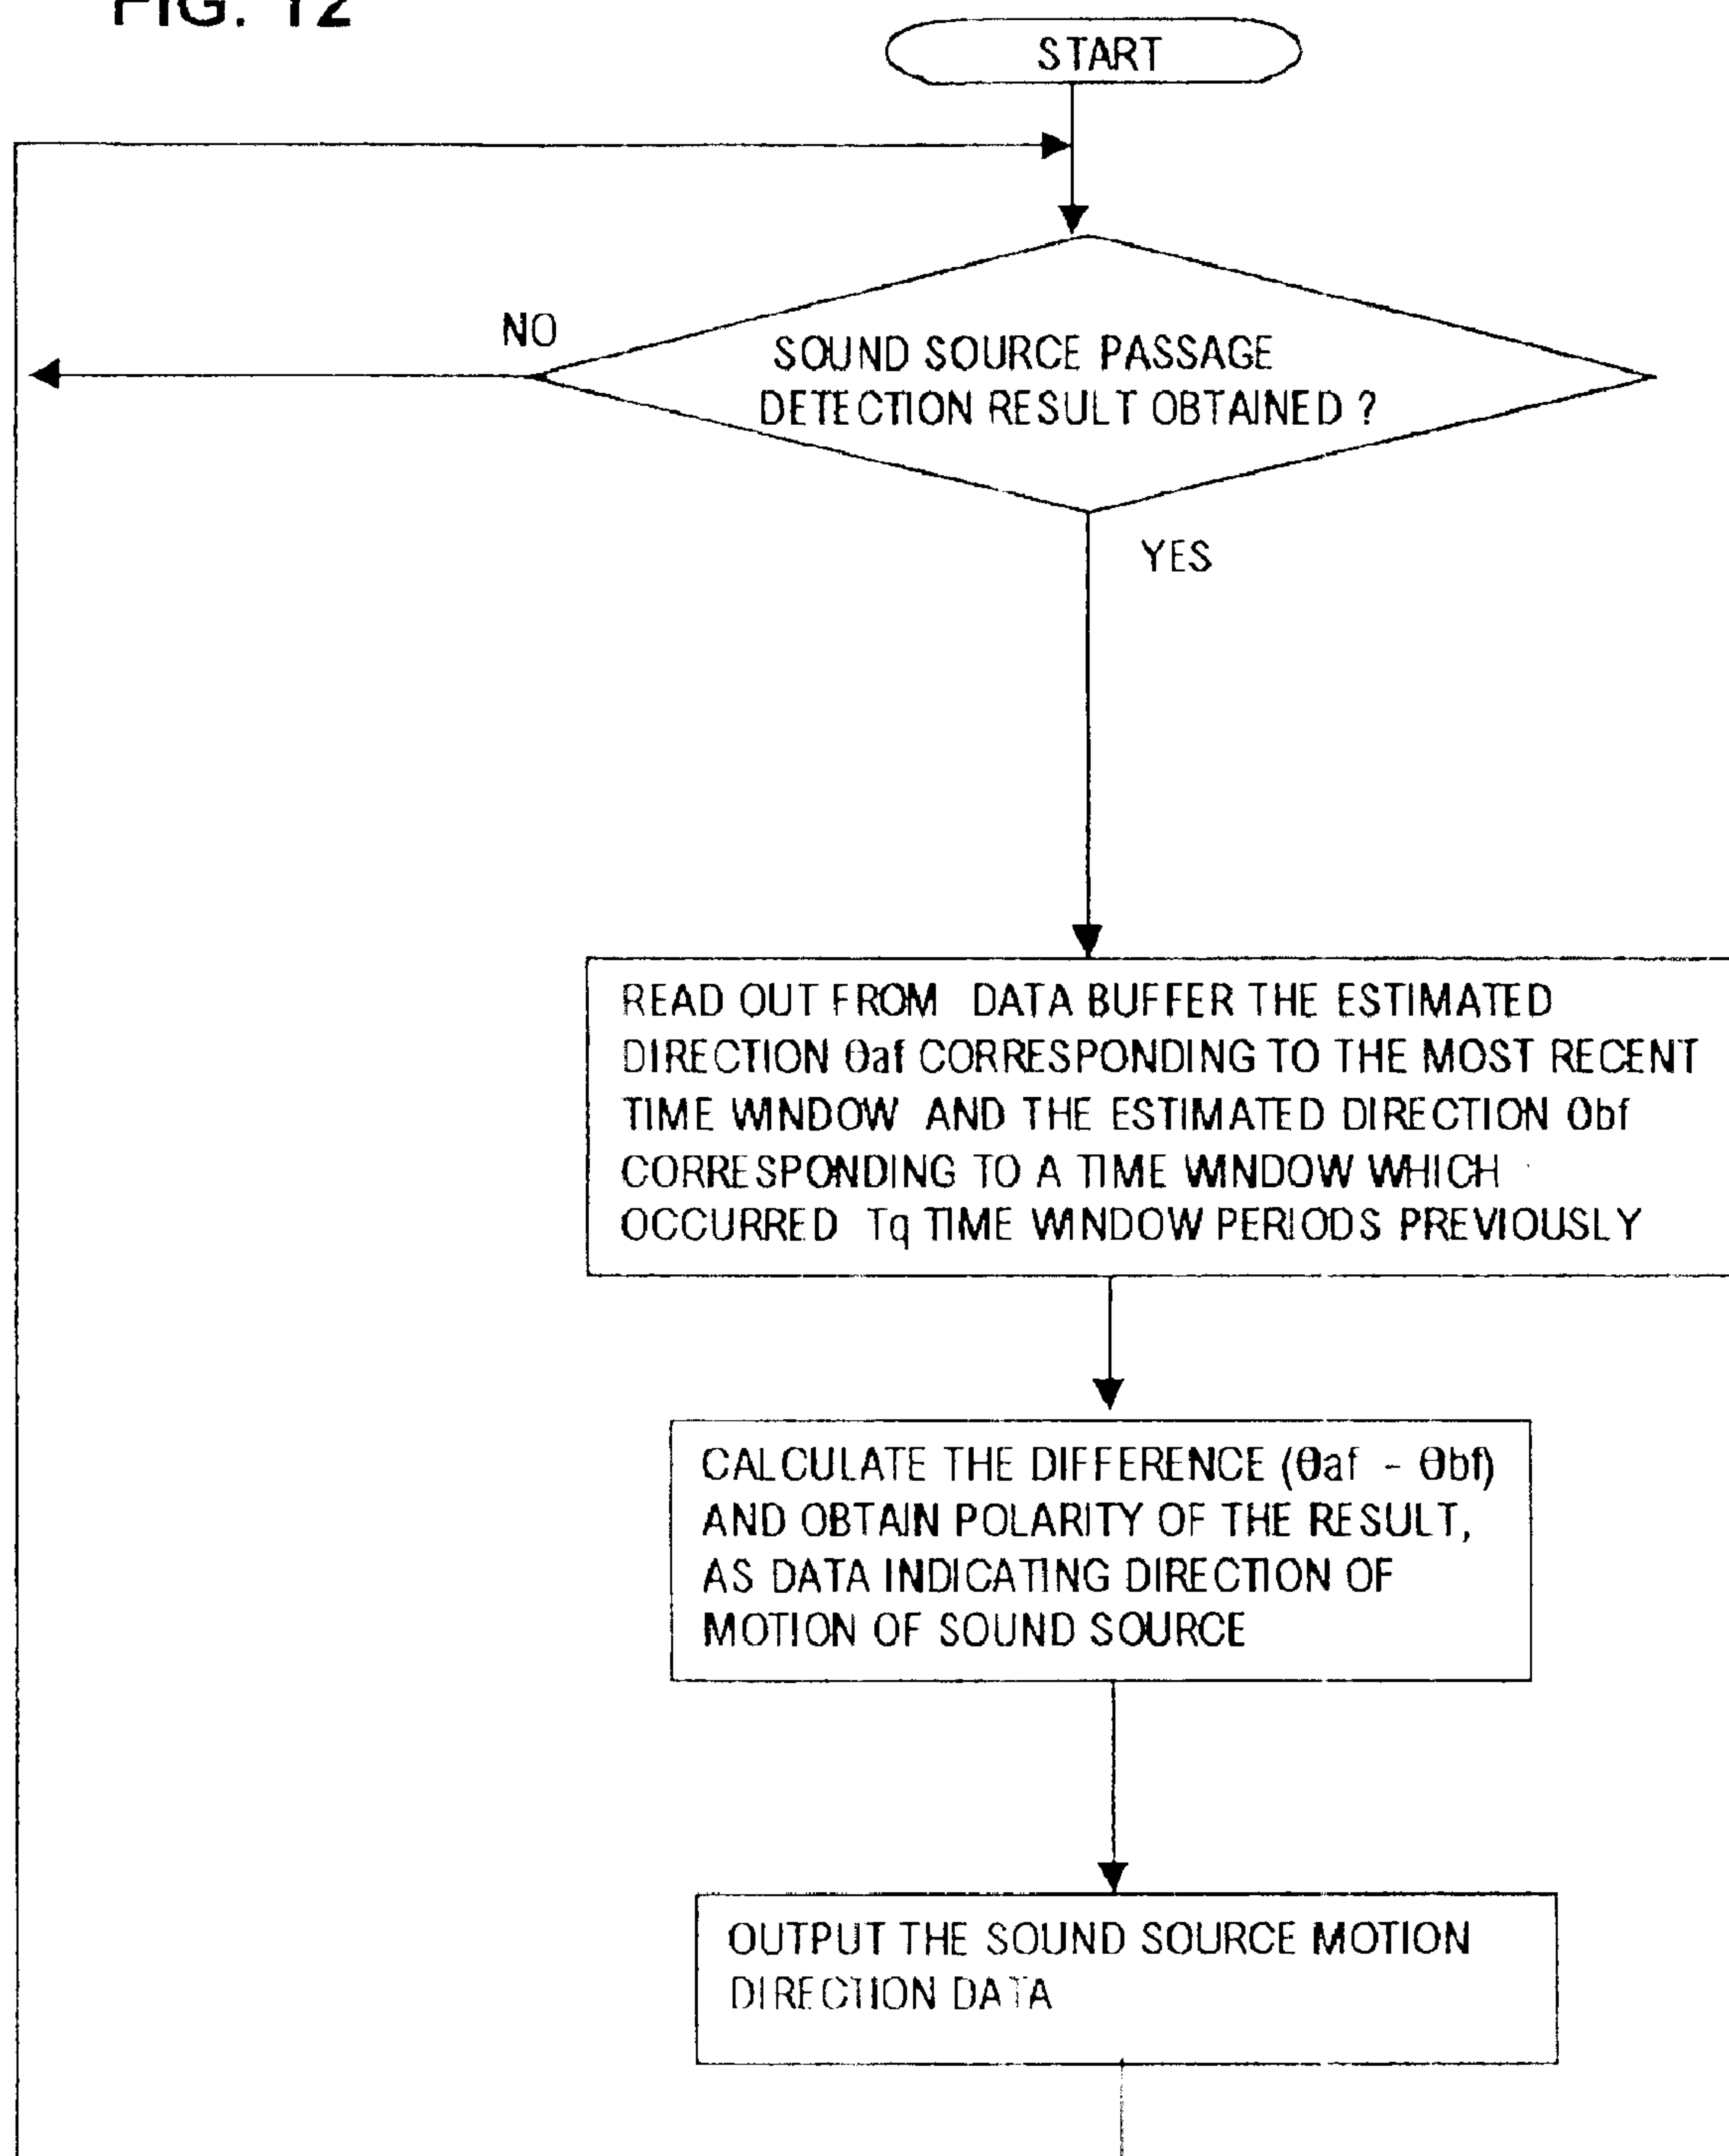 FIG. 12
START
NO
SOUND SOURCE PASSAGE
DETECTION RESULT OBTAINED ?
YES
READ OUT FROM DATA BUFFER THE ESTIMATED
DIRECTION θaf CORRESPONDING TO THE MOST RECENT
TIME WINDOW AND THE ESTIMATED DIRECTION θbf
CORRESPONDING TO A TIME WINDOW WHICH
OCCURRED Tq TIME WINDOW PERIODS PREVIOUSLY
CALCULATE THE DIFFERENCE (θaf - θbf)
AND OBTAIN POLARITY OF THE RESULT,
AS DATA INDICATING DIRECTION OF
MOTION OF SOUND SOURCE
OUTPUT THE SOUND SOURCE MOTION
DIRECTION DATA